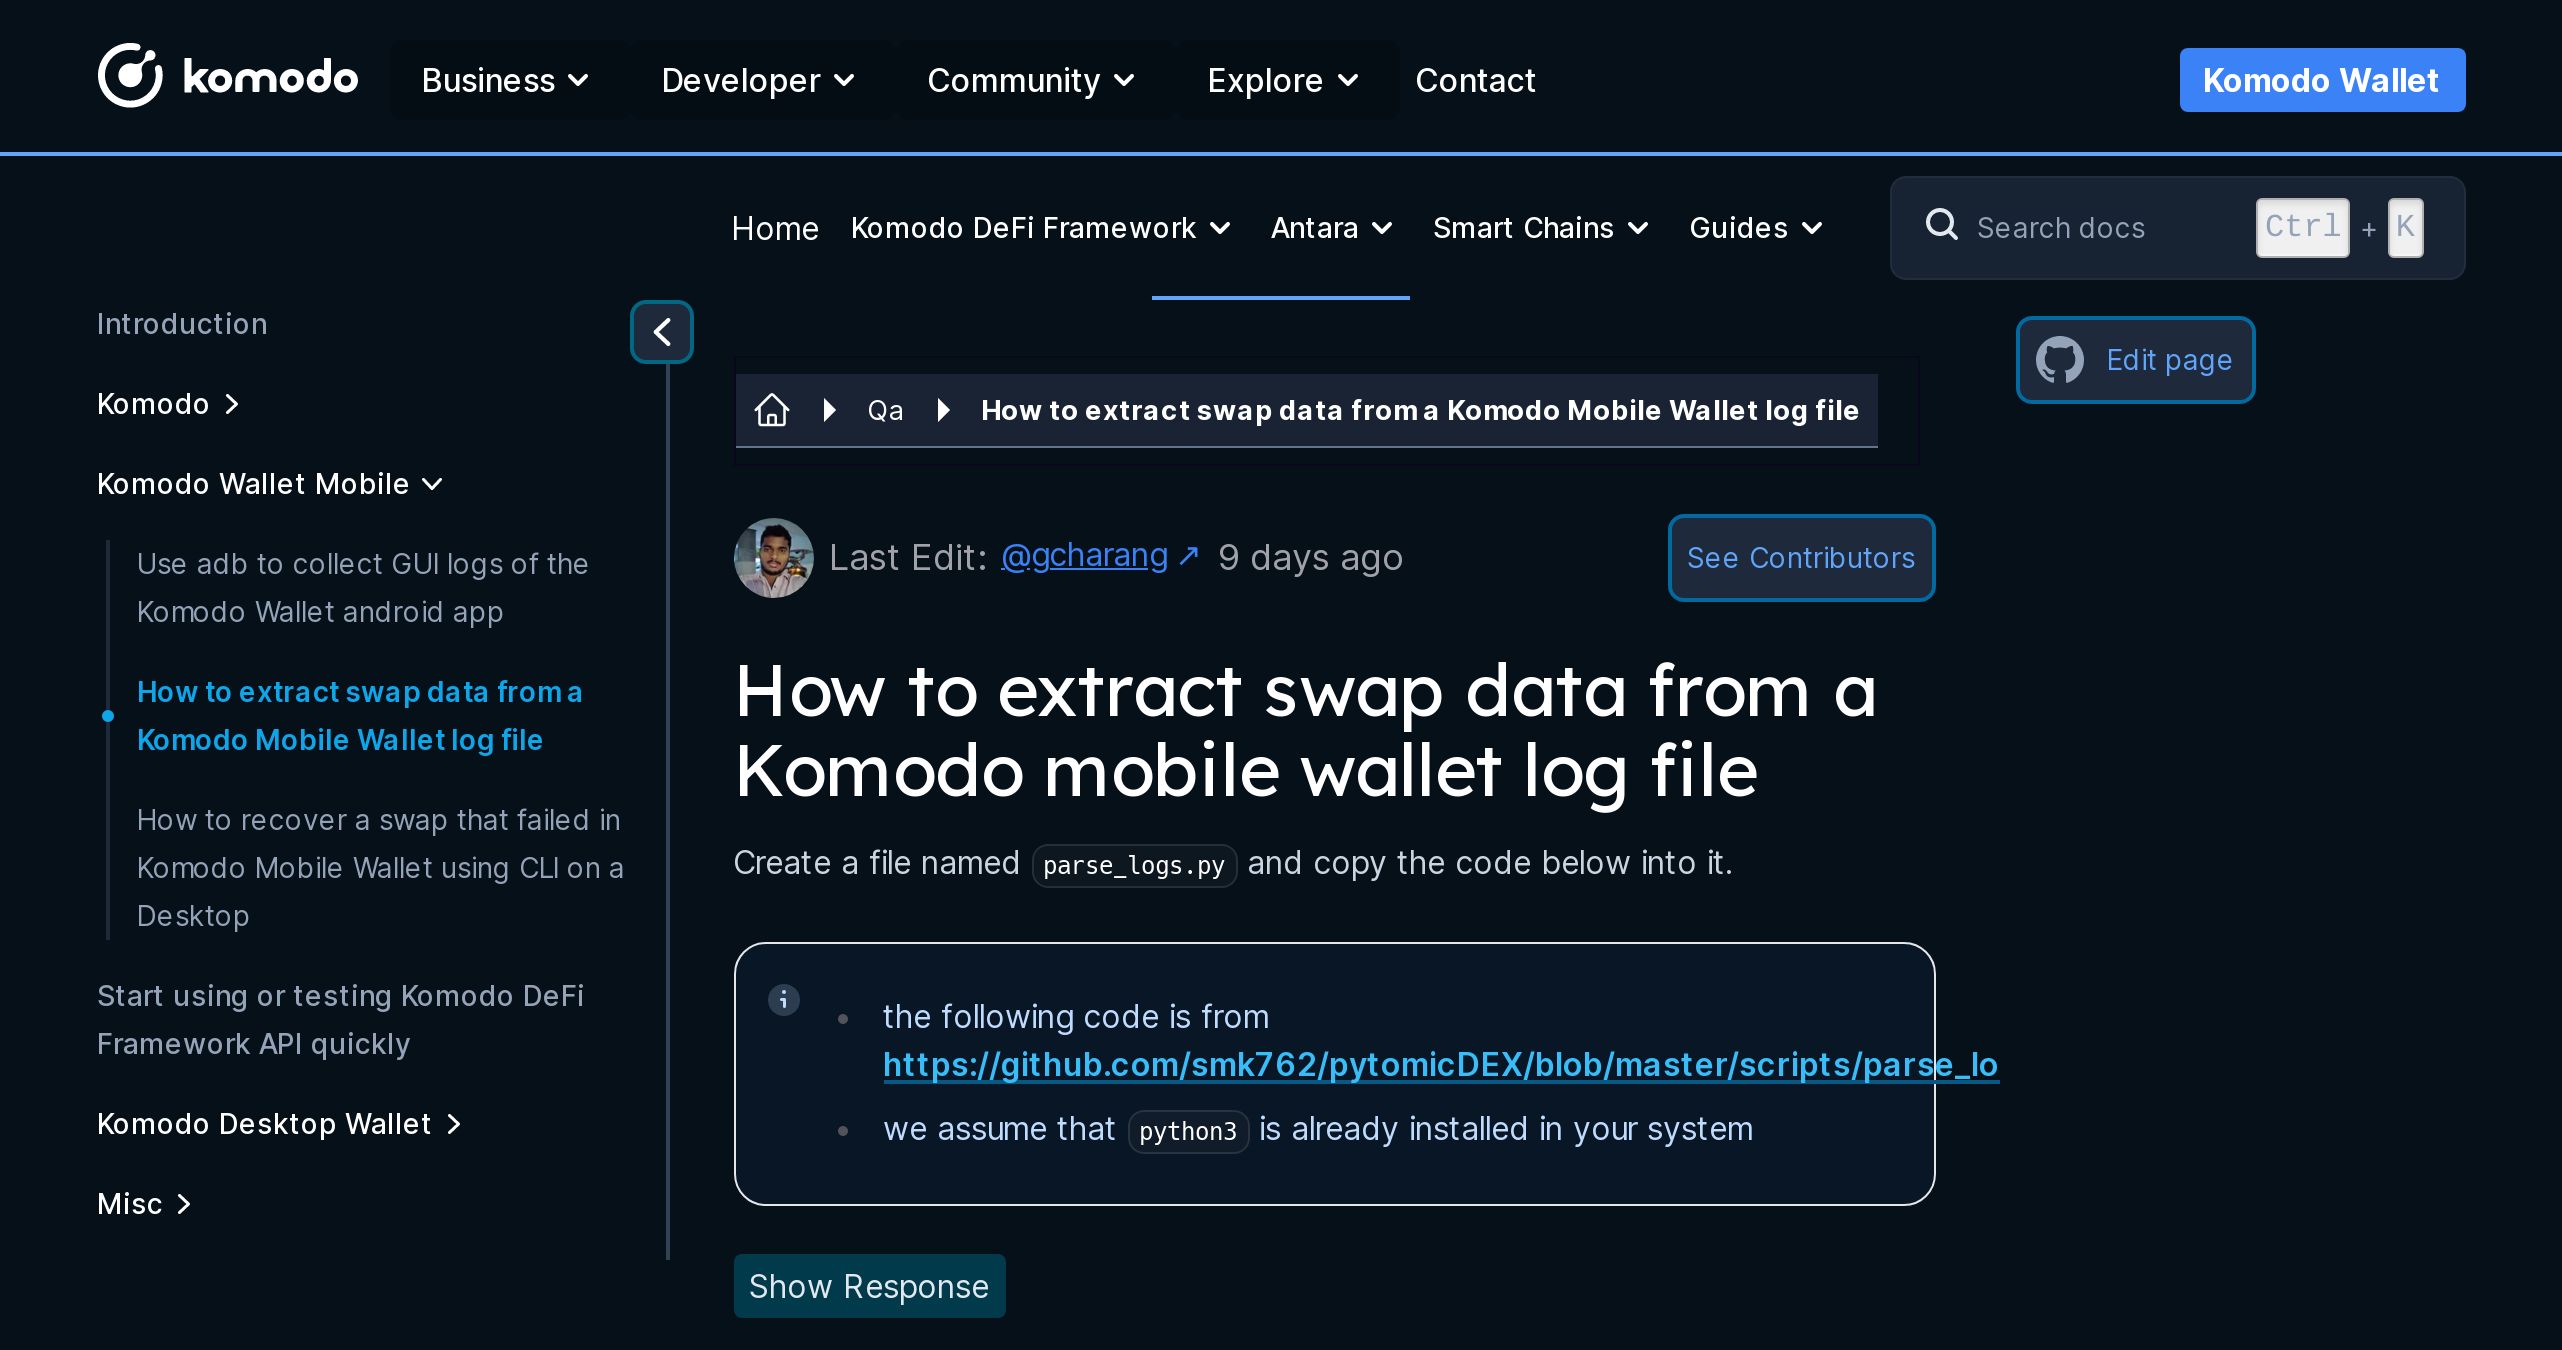 komodo
Business
Developer
Community
Explore
Contact
Komodo Wallet
Home
Komodo DeFi Framework
Antara
Smart Chains
Guides
Search docs
Ctrl + K
Introduction
Komodo
Komodo Wallet Mobile
Use adb to collect GUI logs of the
Komodo Wallet android app
How to extract swap data from a
Komodo Mobile Wallet log file
How to recover a swap that failed in
Komodo Mobile Wallet using CLI on a
Desktop
Start using or testing Komodo DeFi
Framework API quickly
Komodo Desktop Wallet
Misc
Qa
How to extract swap data from a Komodo Mobile Wallet log file
Edit page
Last Edit: @gcharang ↗ 9 days ago
See Contributors
How to extract swap data from a
Komodo mobile wallet log file
Create a file named parse_logs.py and copy the code below into it.
the following code is from
https://github.com/smk762/pytomicDEX/blob/master/scripts/parse_lo
we assume that python3 is already installed in your system
Show Response